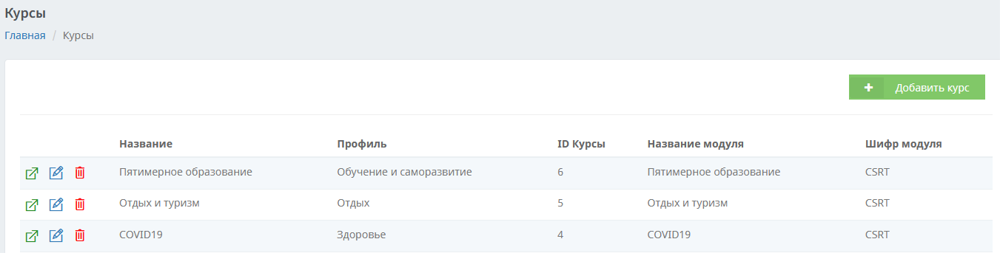 Курсы
Главная / Курсы
Добавить курс
Название Профиль ID Курсы Название модуля Шифр модуля
Пятимерное образование Обучение и саморазвитие 6 Пятимерное образование CSRT
Отдых и туризм Отдых 5 Отдых и туризм CSRT
COVID19 Здоровье 4 COVID19 CSRT